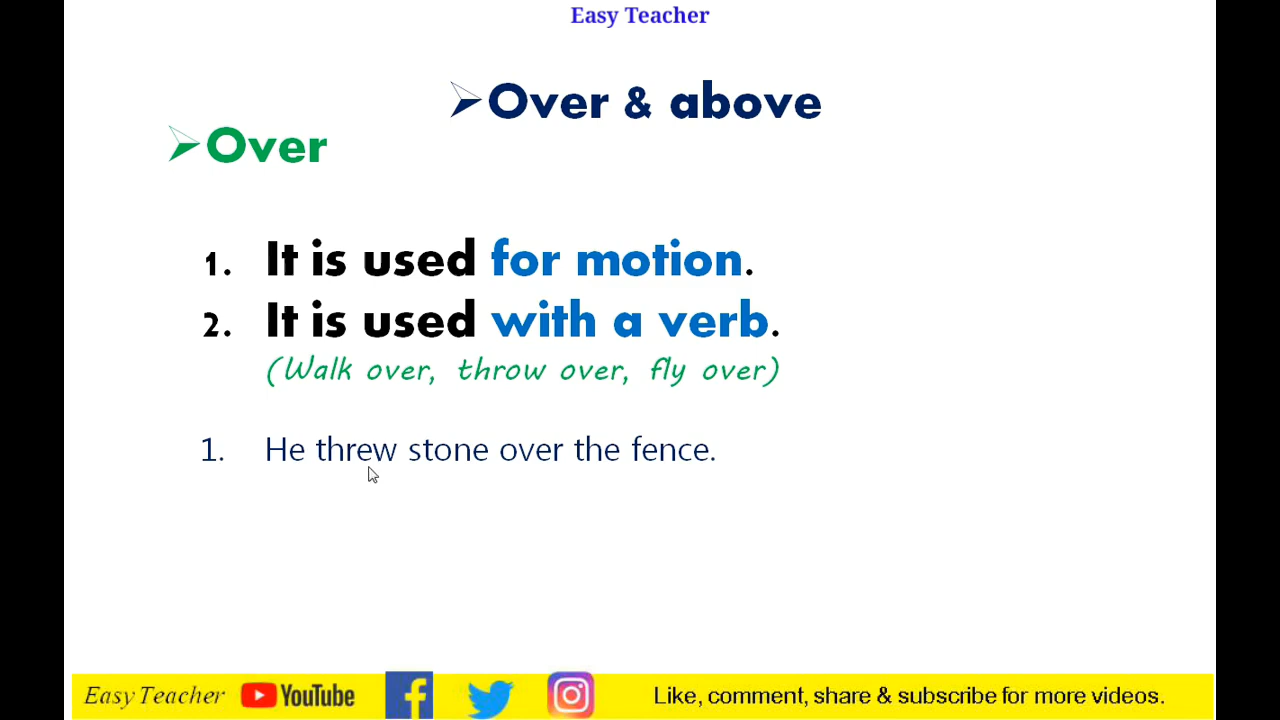 Easy Teacher
Over & above
Over
1. It is used for motion.
2. It is used with a verb.
(Walk over, throw over, fly over)
1. He threw stone over the fence.
Easy Teacher YouTube Like, comment, share & subscribe for more videos.